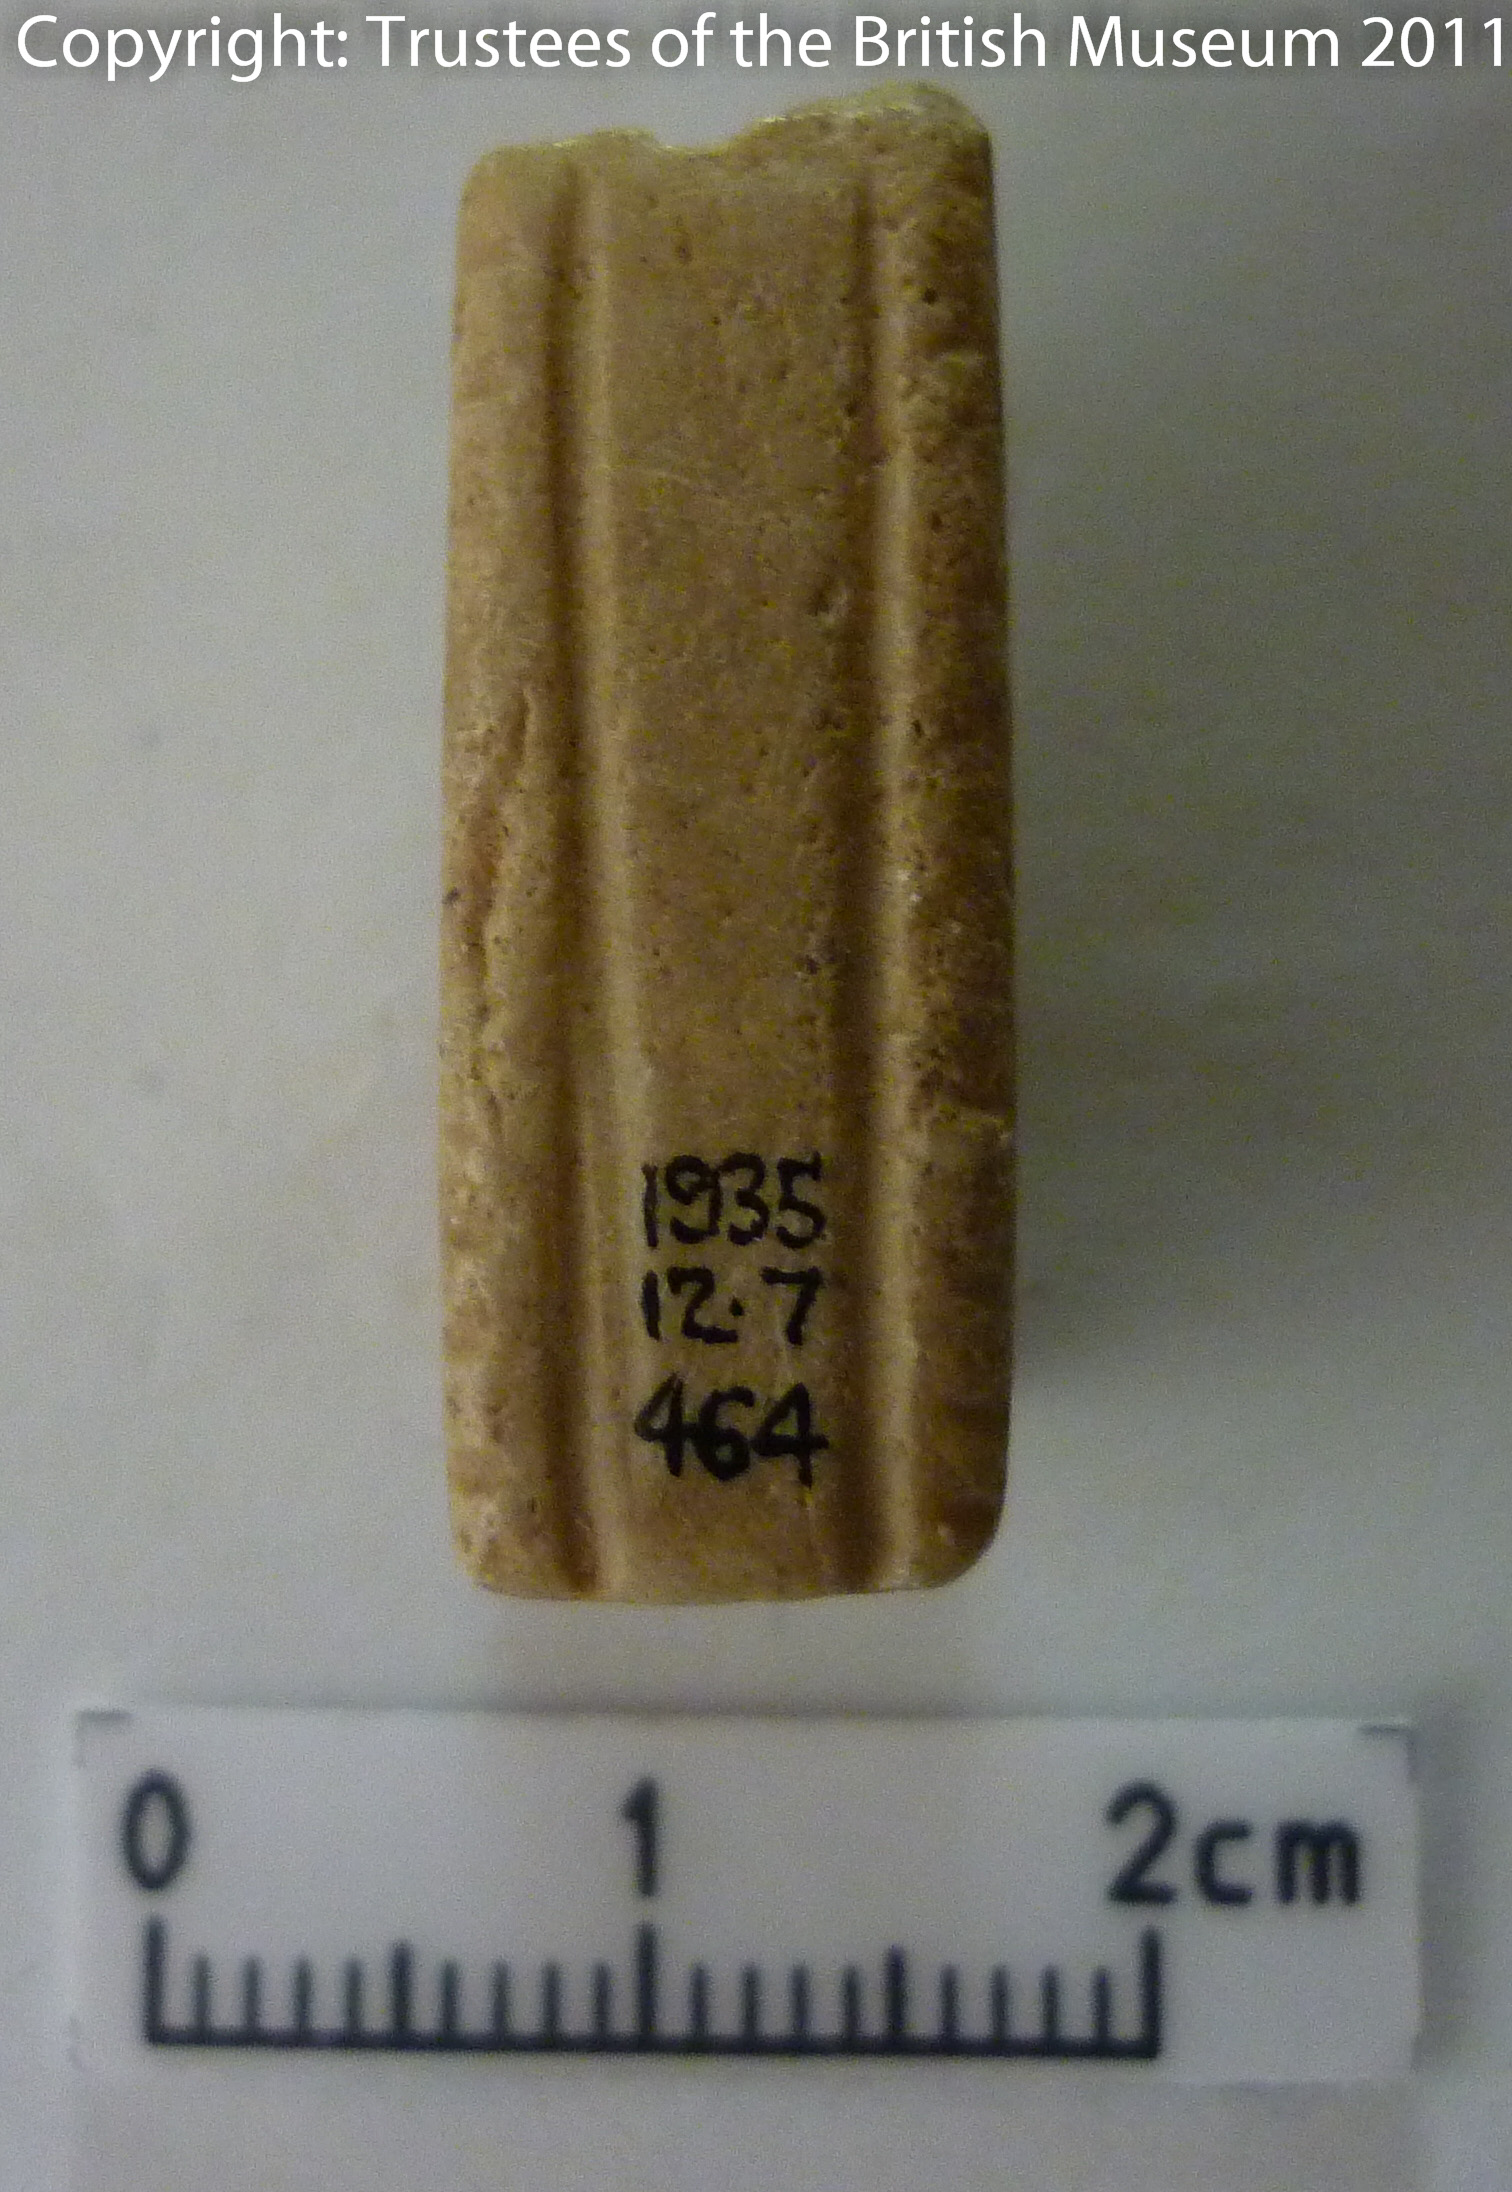 Copyright: Trustees of the British Museum 2011
1935
12.7
464
0 1 2cm